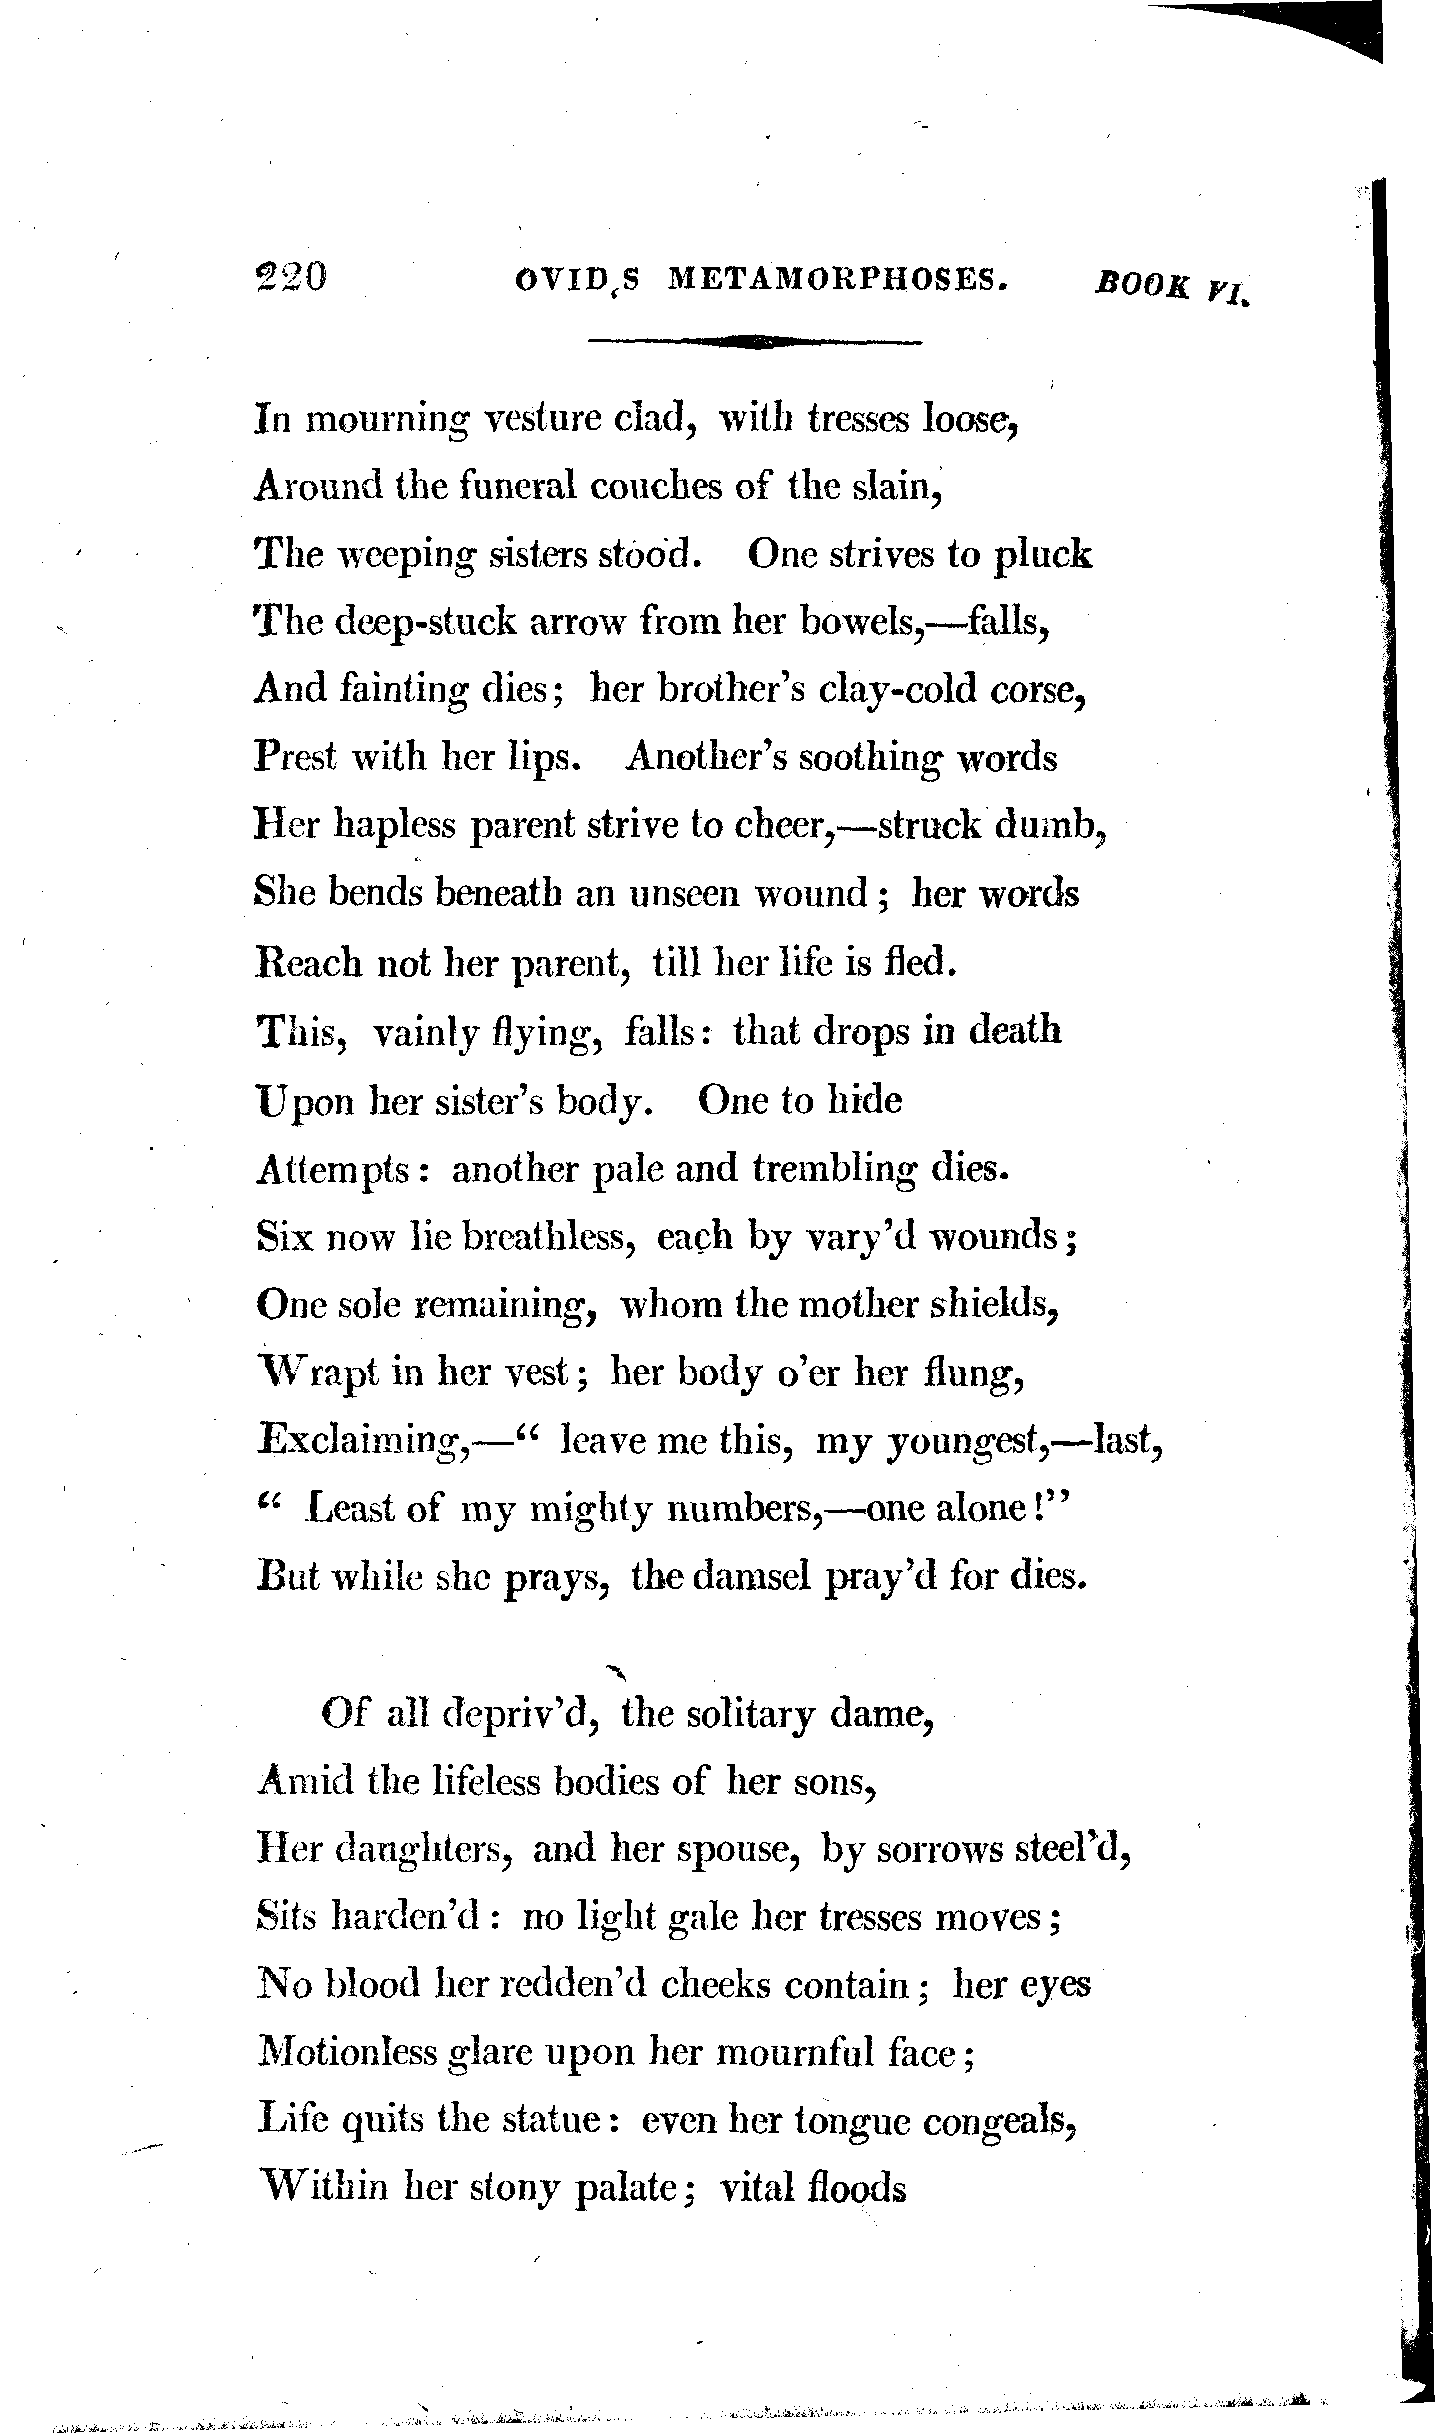 220 OVID,S METAMORPHOSES. BOOK VI.
In mourning vesture clad, with tresses loose,
Around the funeral couches of the slain,
The weeping sisters stood. One strives to pluck
The deep-stuck arrow from her bowels,—falls,
And fainting dies; her brother's clay-cold corse,
Prest with her lips. Another's soothing words
Her hapless parent strive to cheer,—struck dumb,
She bends beneath an unseen wound; her words
Reach not her parent, till her life is fled.
This, vainly flying, falls: that drops in death
Upon her sister's body. One to hide
Attempts: another pale and trembling dies.
Six now lie breathless, each by vary'd wounds;
One sole remaining, whom the mother shields,
Wrapt in her vest; her body o'er her flung,
Exclaiming,—“ leave me this, my youngest,—last,
“ Least of my mighty numbers,—one alone!”
But while she prays, the damsel pray'd for dies.
Of all depriv'd, the solitary dame,
Amid the lifeless bodies of her sons,
Her daughters, and her spouse, by sorrows steel'd,
Sits harden'd: no light gale her tresses moves;
No blood her redden'd cheeks contain; her eyes
Motionless glare upon her mournful face;
Life quits the statue: even her tongue congeals,
Within her stony palate; vital floods